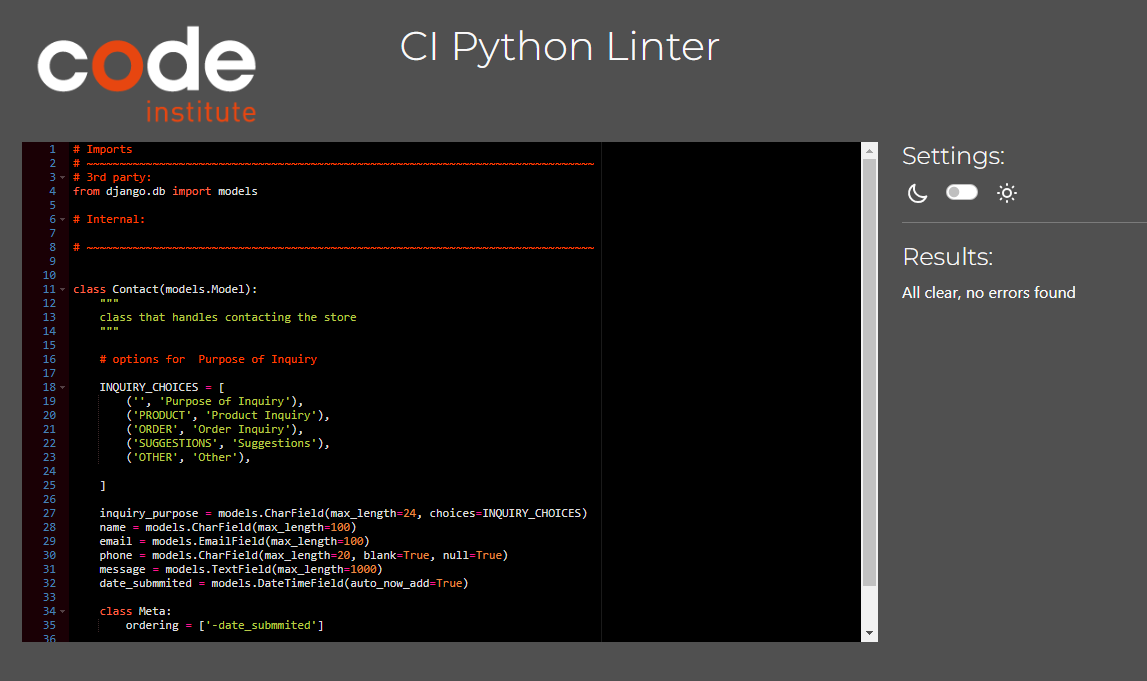 code
institute
CI Python Linter
1 # Imports
2 # ~~~~~~~~~~~~~~~~~~~~~~~~~~~~~~~~~~~~~~~~~~~~~~~~~~~~~~~~~~~~~~~~~~~~~~~~~~~~~
3 # 3rd party:
4 from django.db import models
5
6 # Internal:
7
8 # ~~~~~~~~~~~~~~~~~~~~~~~~~~~~~~~~~~~~~~~~~~~~~~~~~~~~~~~~~~~~~~~~~~~~~~~~~~~~~
9
10
11 class Contact(models.Model):
12     """
13     class that handles contacting the store
14     """
15
16     # options for  Purpose of Inquiry
17
18     INQUIRY_CHOICES = [
19         ('', 'Purpose of Inquiry'),
20         ('PRODUCT', 'Product Inquiry'),
21         ('ORDER', 'Order Inquiry'),
22         ('SUGGESTIONS', 'Suggestions'),
23         ('OTHER', 'Other'),
24
25     ]
26
27     inquiry_purpose = models.CharField(max_length=24, choices=INQUIRY_CHOICES)
28     name = models.CharField(max_length=100)
29     email = models.EmailField(max_length=100)
30     phone = models.CharField(max_length=20, blank=True, null=True)
31     message = models.TextField(max_length=1000)
32     date_submmited = models.DateTimeField(auto_now_add=True)
33
34     class Meta:
35         ordering = ['-date_submmited']
36
Settings:
Results:
All clear, no errors found